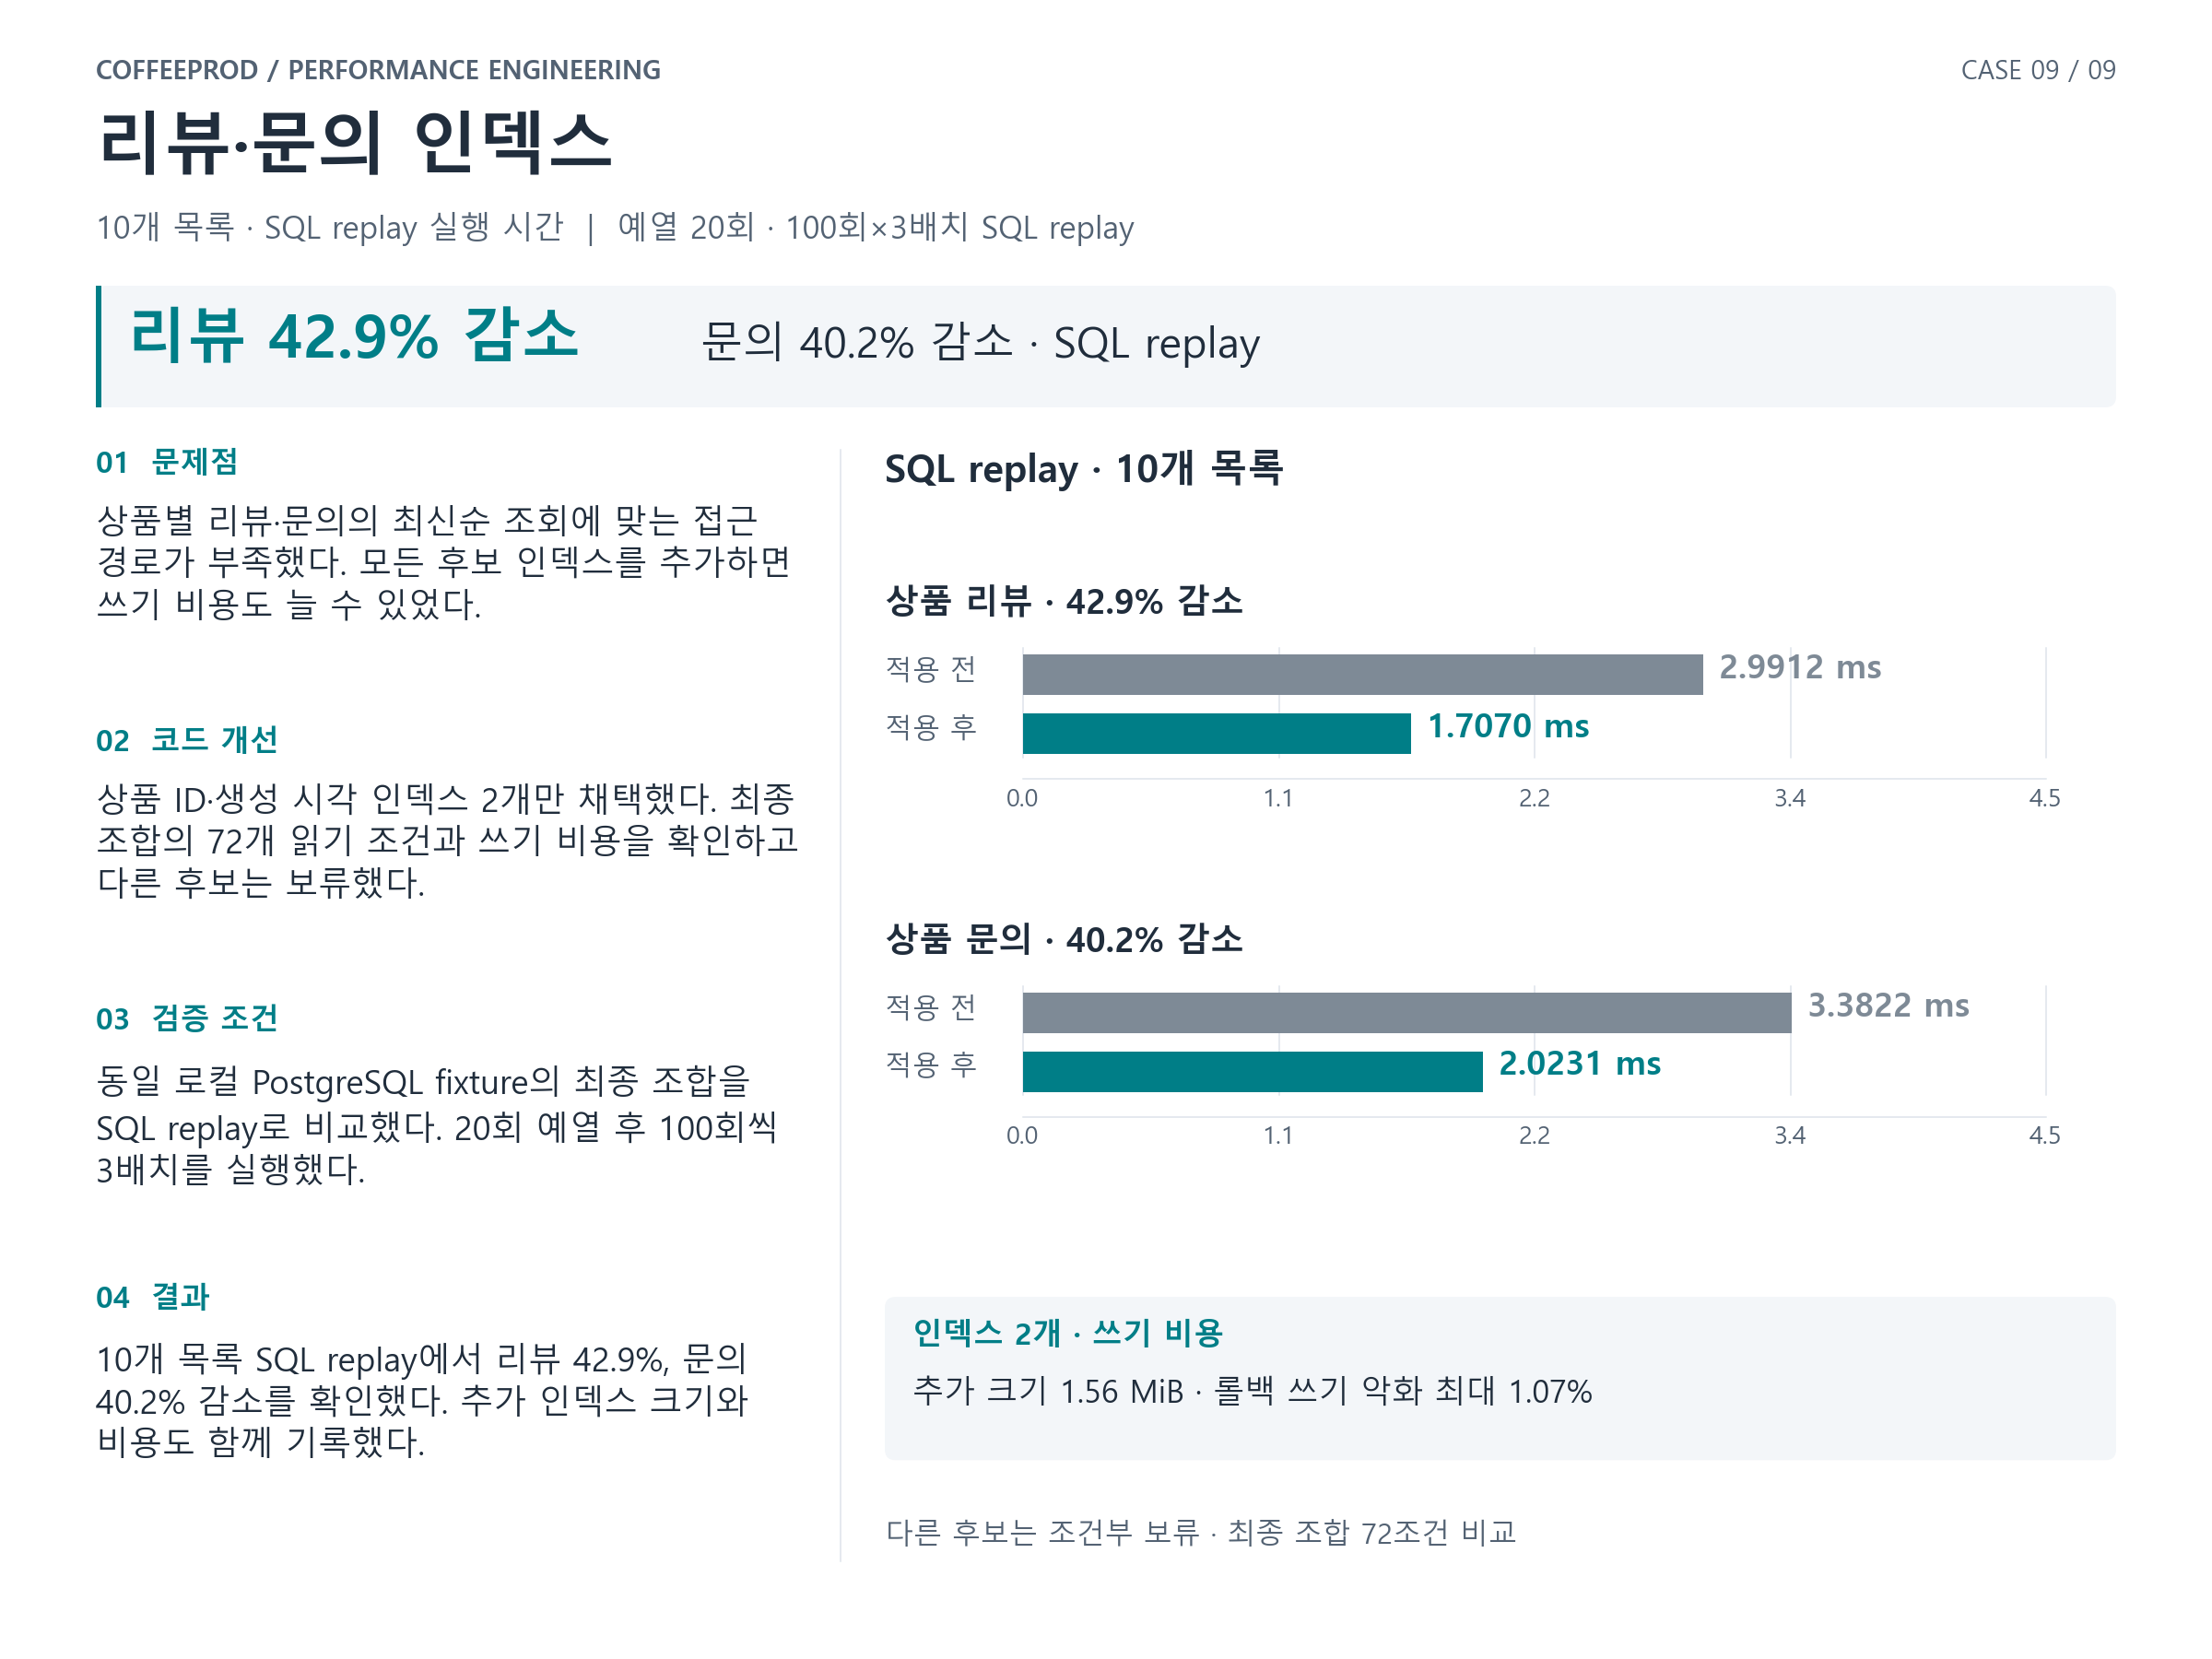 COFFEEPROD / PERFORMANCE ENGINEERING
CASE 09 / 09
리뷰·문의 인덱스
10개 목록 · SQL replay 실행 시간 | 예열 20회 · 100회×3배치 SQL replay
리뷰 42.9% 감소
문의 40.2% 감소 · SQL replay
01 문제점
상품별 리뷰·문의의 최신순 조회에 맞는 접근
경로가 부족했다. 모든 후보 인덱스를 추가하면
쓰기 비용도 늘 수 있었다.
02 코드 개선
상품 ID·생성 시각 인덱스 2개만 채택했다. 최종
조합의 72개 읽기 조건과 쓰기 비용을 확인하고
다른 후보는 보류했다.
03 검증 조건
동일 로컬 PostgreSQL fixture의 최종 조합을
SQL replay로 비교했다. 20회 예열 후 100회씩
3배치를 실행했다.
04 결과
10개 목록 SQL replay에서 리뷰 42.9%, 문의
40.2% 감소를 확인했다. 추가 인덱스 크기와
비용도 함께 기록했다.
SQL replay · 10개 목록
상품 리뷰 · 42.9% 감소
적용 전 2.9912 ms
적용 후 1.7070 ms
0.0 1.1 2.2 3.4 4.5
상품 문의 · 40.2% 감소
적용 전 3.3822 ms
적용 후 2.0231 ms
0.0 1.1 2.2 3.4 4.5
인덱스 2개 · 쓰기 비용
추가 크기 1.56 MiB · 롤백 쓰기 악화 최대 1.07%
다른 후보는 조건부 보류 · 최종 조합 72조건 비교